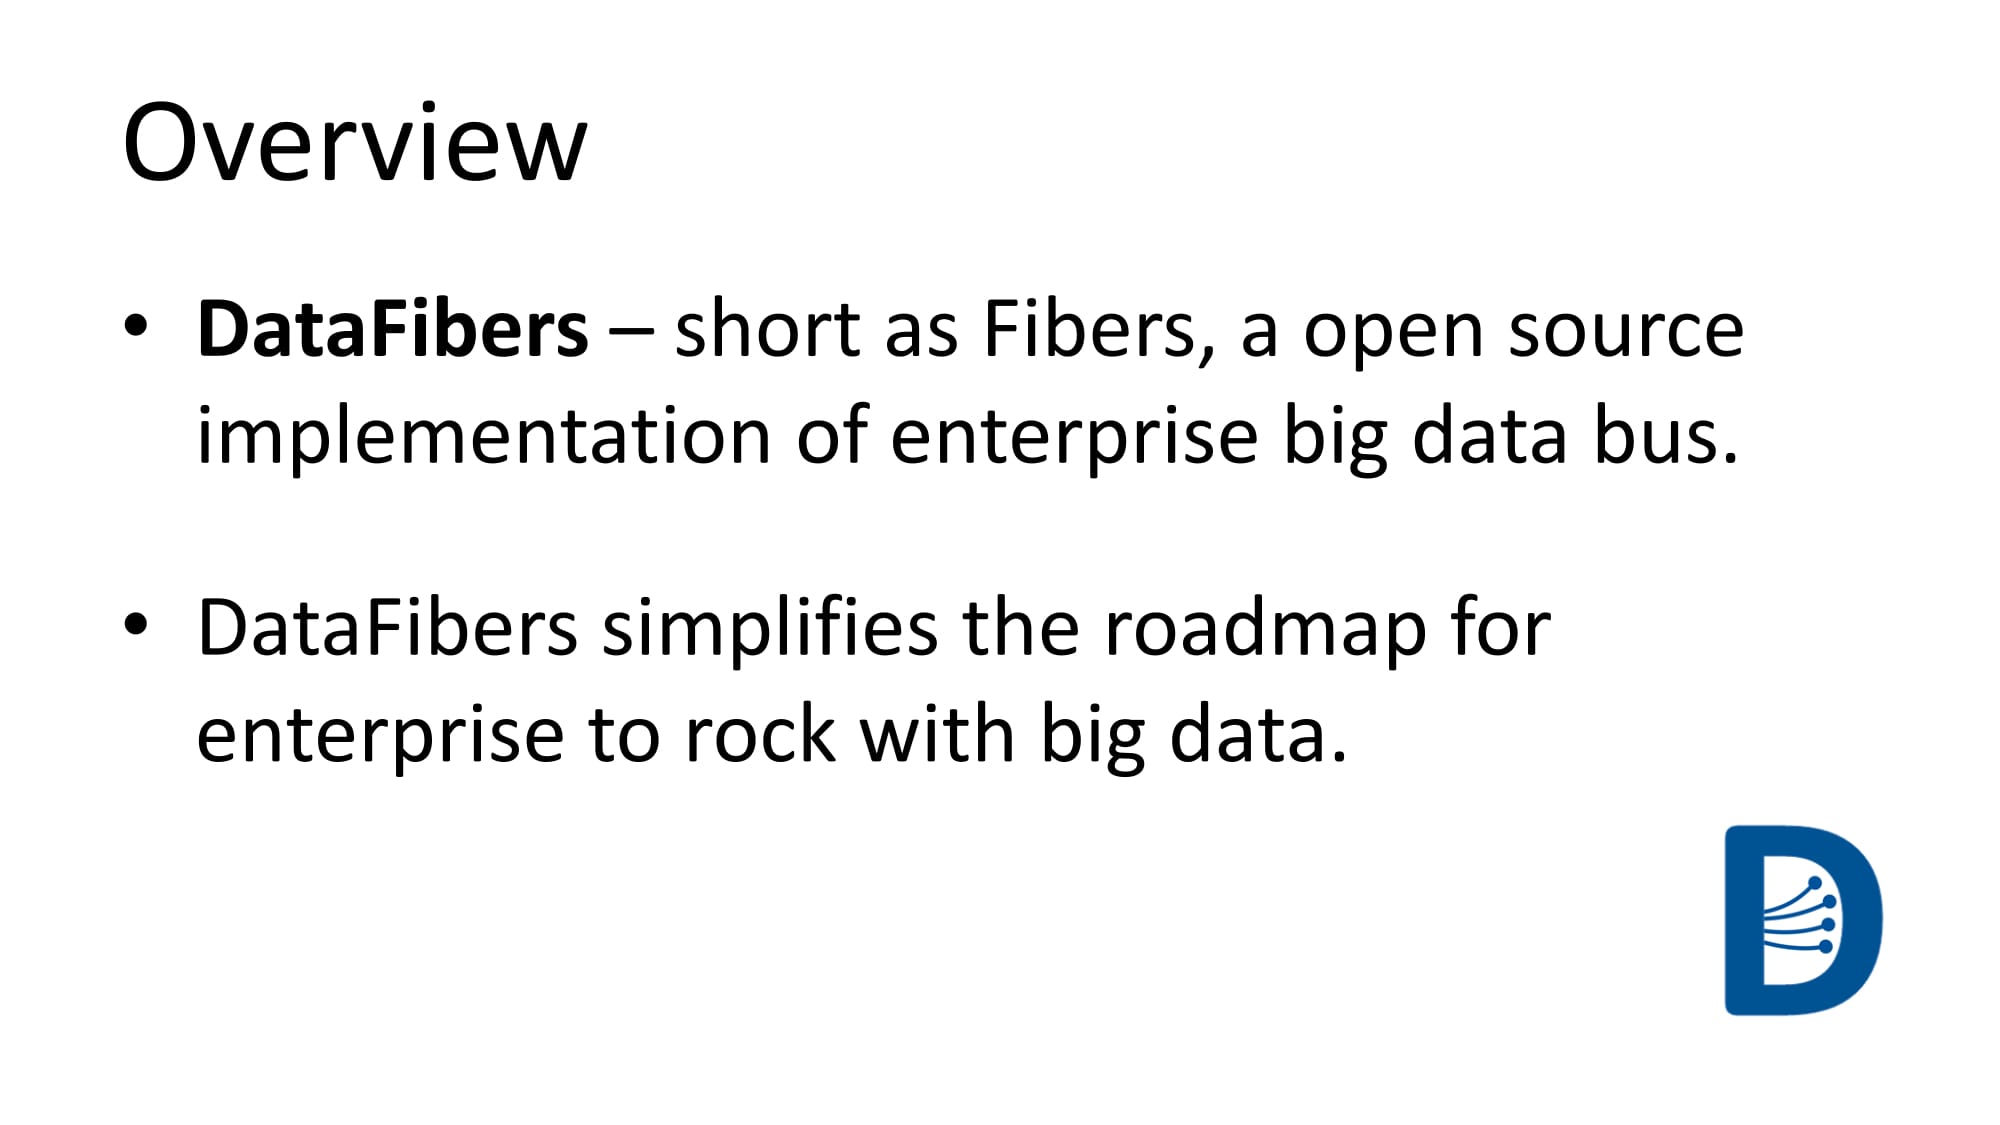 Overview
• DataFibers – short as Fibers, a open source
implementation of enterprise big data bus.
• DataFibers simplifies the roadmap for
enterprise to rock with big data.
D